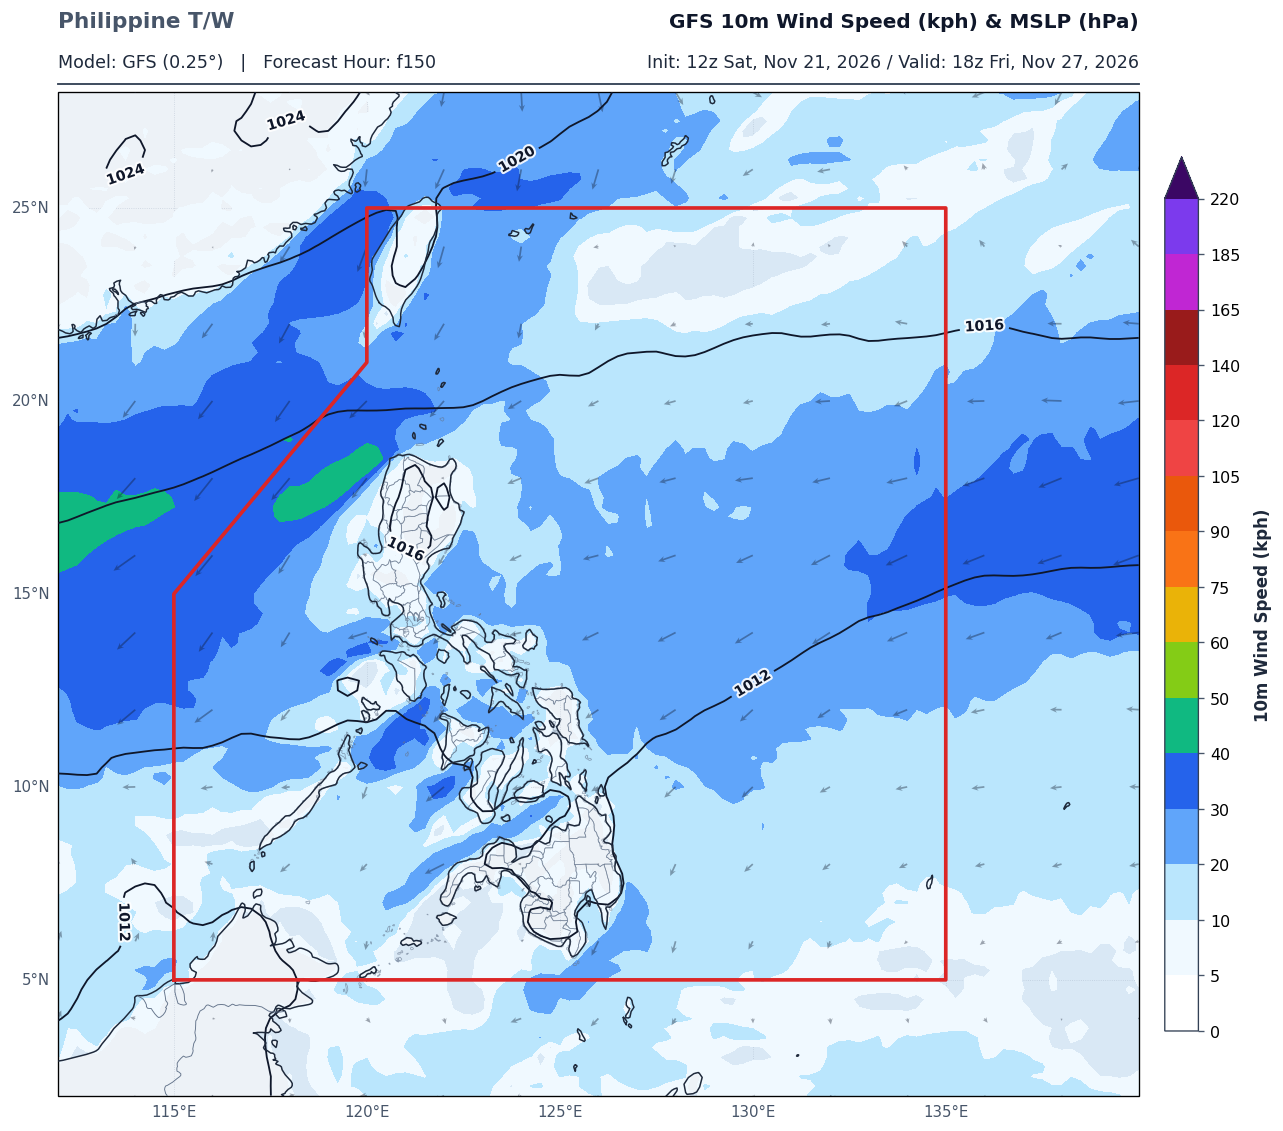 Philippine T/W
GFS 10m Wind Speed (kph) & MSLP (hPa)
Model: GFS (0.25°)   |   Forecast Hour: f150
Init: 12z Sat, Nov 21, 2026 / Valid: 18z Fri, Nov 27, 2026
1024
1024
1020
1016
1016
1012
1012
25°N
20°N
15°N
10°N
5°N
115°E
120°E
125°E
130°E
135°E
220
185
165
140
120
105
90
75
60
50
40
30
20
10
5
0
10m Wind Speed (kph)